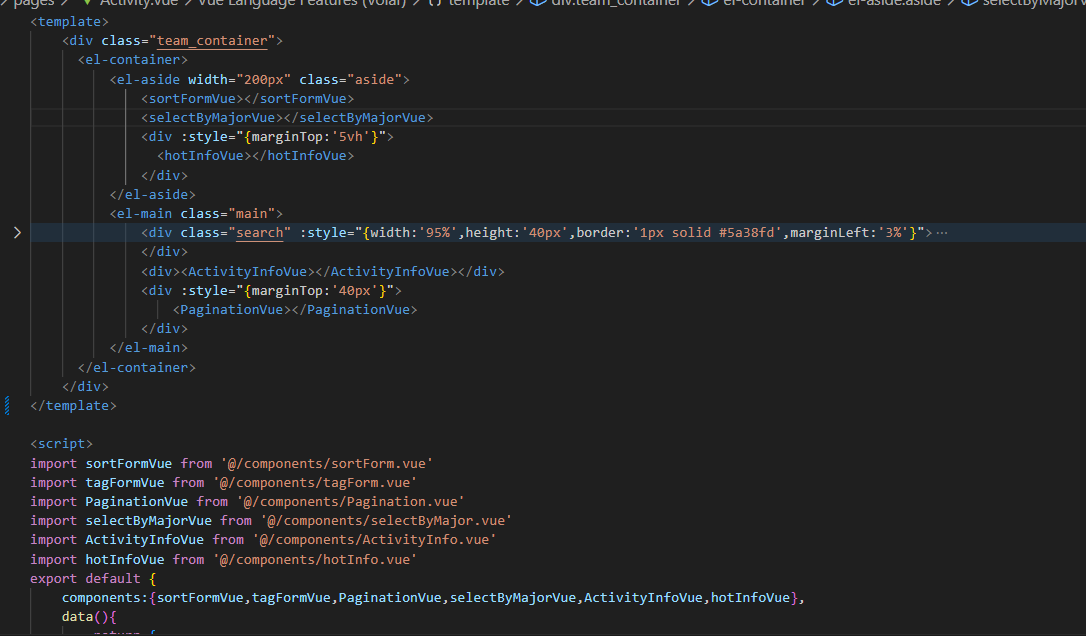 pages > Activity.vue > Vue Language Features (Volar) > {} template > div.team_container > el-container > el-aside.aside > selectByMajorV
<template>
<div class="team_container">
<el-container>
<el-aside width="200px" class="aside">
<sortFormVue></sortFormVue>
<selectByMajorVue></selectByMajorVue>
<div :style="{marginTop:'5vh'}">
<hotInfoVue></hotInfoVue>
</div>
</el-aside>
<el-main class="main">
<div class="search" :style="{width:'95%',height:'40px',border:'1px solid #5a38fd',marginLeft:'3%'}">···
</div>
<div><ActivityInfoVue></ActivityInfoVue></div>
<div :style="{marginTop:'40px'}">
<PaginationVue></PaginationVue>
</div>
</el-main>
</el-container>
</div>
</template>
<script>
import sortFormVue from '@/components/sortForm.vue'
import tagFormVue from '@/components/tagForm.vue'
import PaginationVue from '@/components/Pagination.vue'
import selectByMajorVue from '@/components/selectByMajor.vue'
import ActivityInfoVue from '@/components/ActivityInfo.vue'
import hotInfoVue from '@/components/hotInfo.vue'
export default {
components:{sortFormVue,tagFormVue,PaginationVue,selectByMajorVue,ActivityInfoVue,hotInfoVue},
data(){
return {